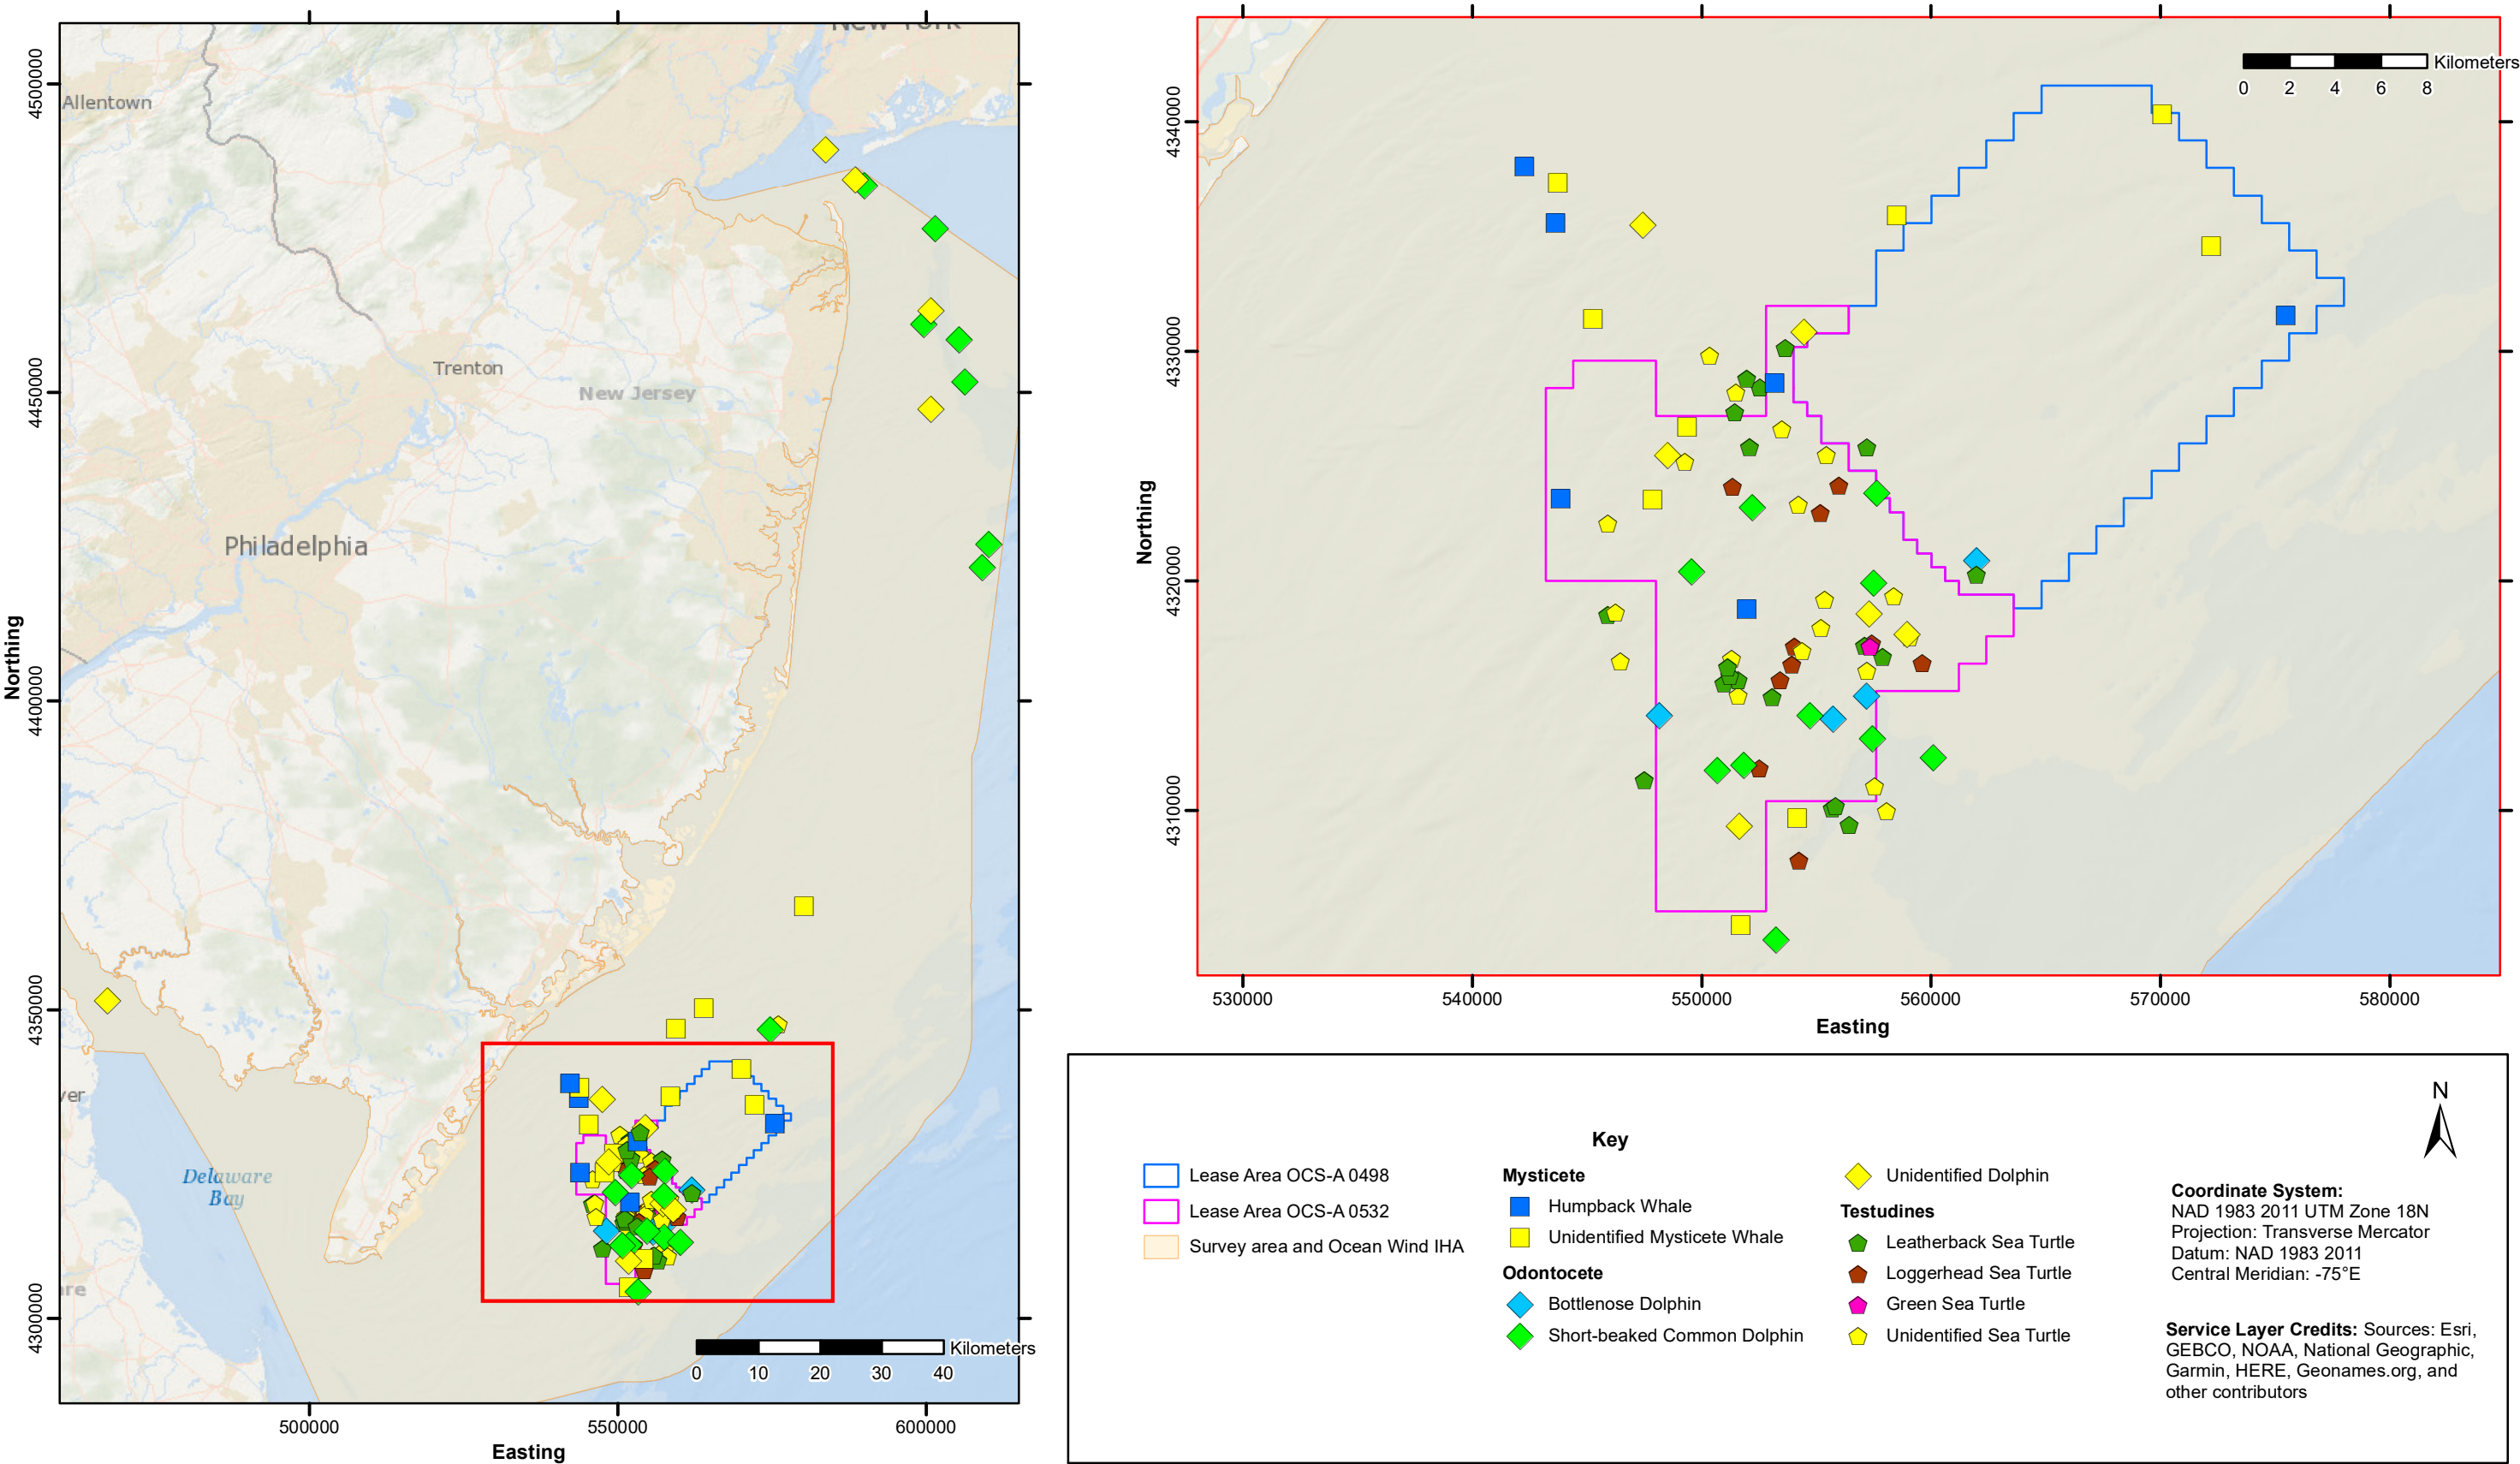 New York
Allentown
Trenton
New Jersey
Philadelphia
Delaware
Bay
Northing
4500000
4450000
4400000
4350000
4300000
500000
550000
600000
Easting
Kilometers
0 10 20 30 40
Kilometers
0 2 4 6 8
Northing
4340000
4330000
4320000
4310000
530000
540000
550000
560000
570000
580000
Easting
Key
Lease Area OCS-A 0498
Lease Area OCS-A 0532
Survey area and Ocean Wind IHA
Mysticete
Humpback Whale
Unidentified Mysticete Whale
Odontocete
Bottlenose Dolphin
Short-beaked Common Dolphin
Unidentified Dolphin
Testudines
Leatherback Sea Turtle
Loggerhead Sea Turtle
Green Sea Turtle
Unidentified Sea Turtle
N
Coordinate System:
NAD 1983 2011 UTM Zone 18N
Projection: Transverse Mercator
Datum: NAD 1983 2011
Central Meridian: -75°E
Service Layer Credits: Sources: Esri,
GEBCO, NOAA, National Geographic,
Garmin, HERE, Geonames.org, and
other contributors